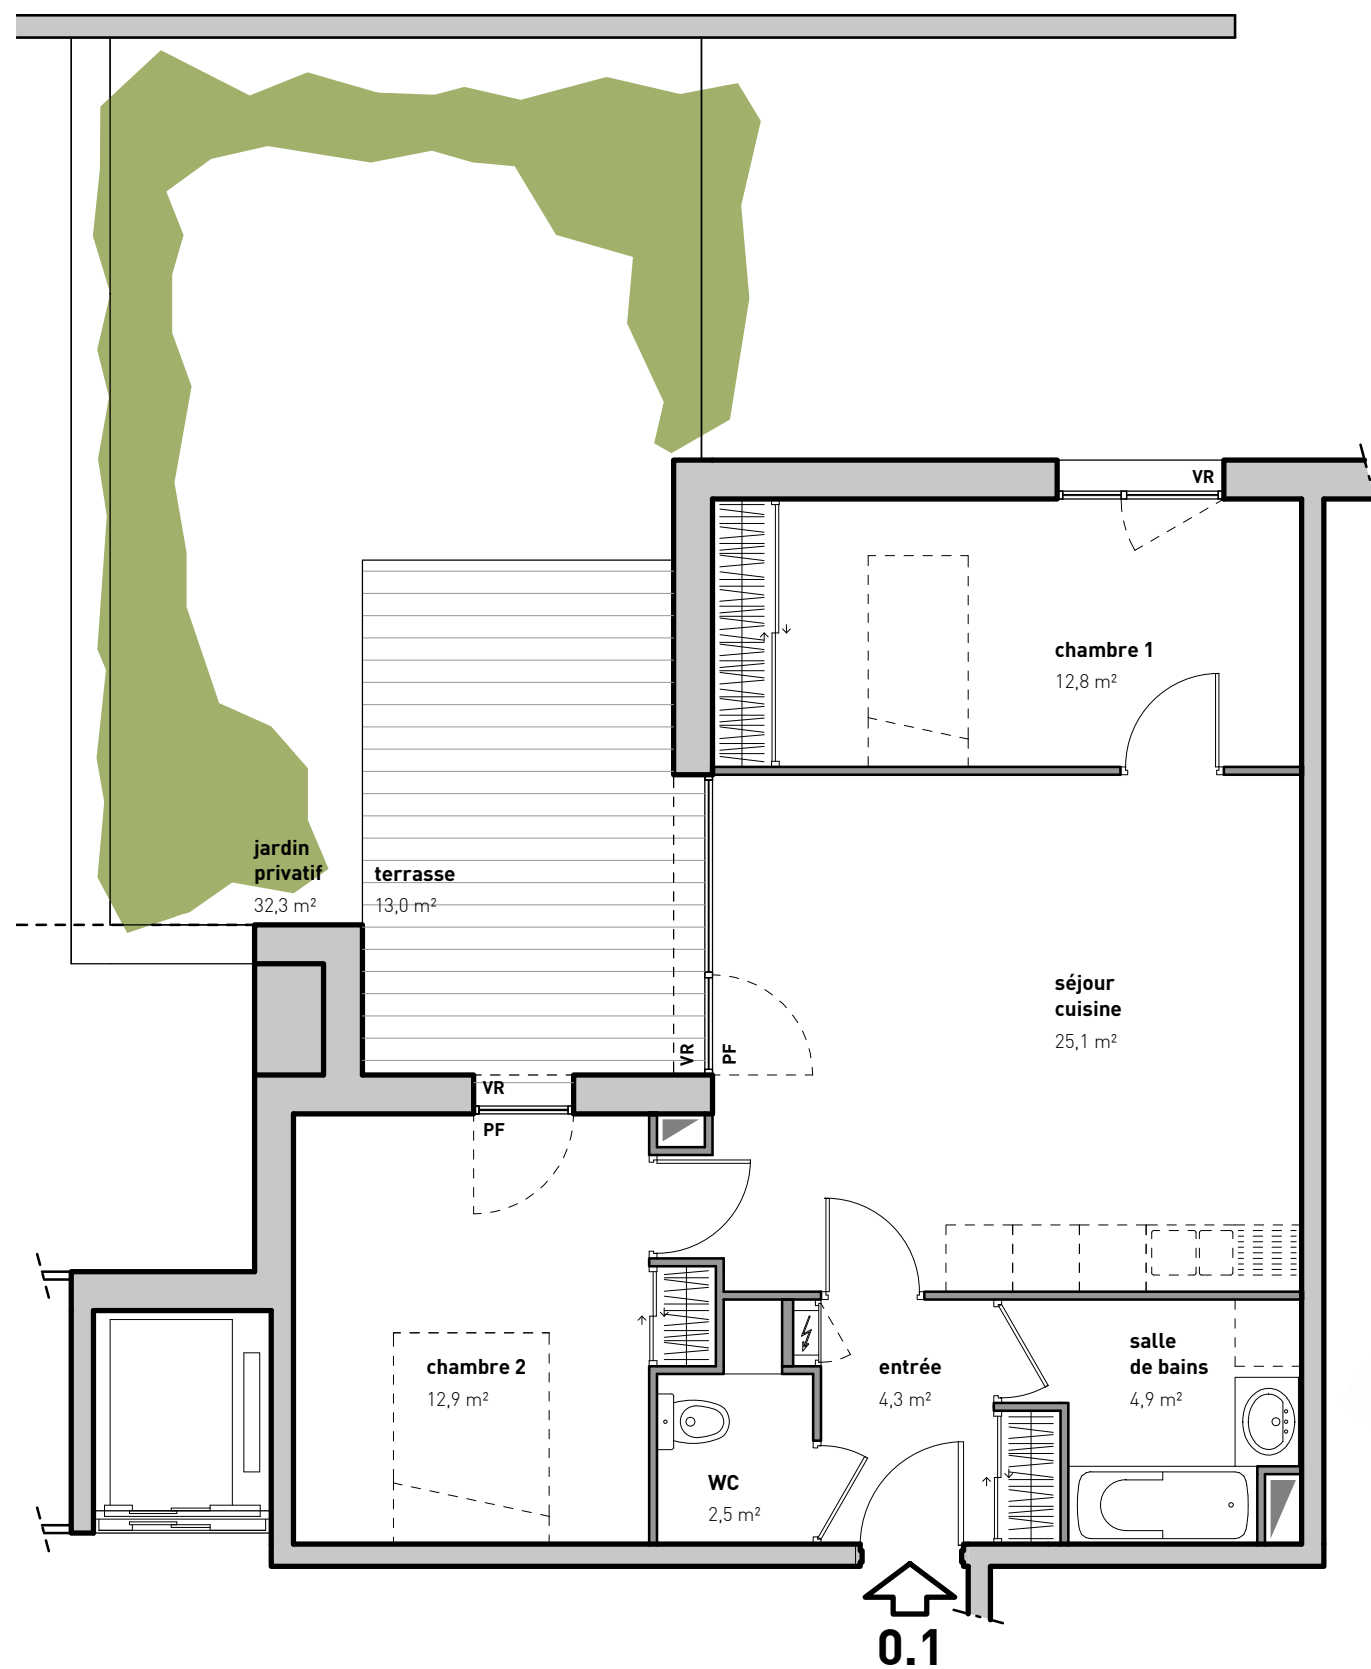 VR
chambre 1
12,8 m²
jardin
privatif
32,3 m²
terrasse
13,0 m²
séjour
cuisine
25,1 m²
VR
PF
VR
PF
chambre 2
12,9 m²
entrée
4,3 m²
salle
de bains
4,9 m²
WC
2,5 m²
0.1